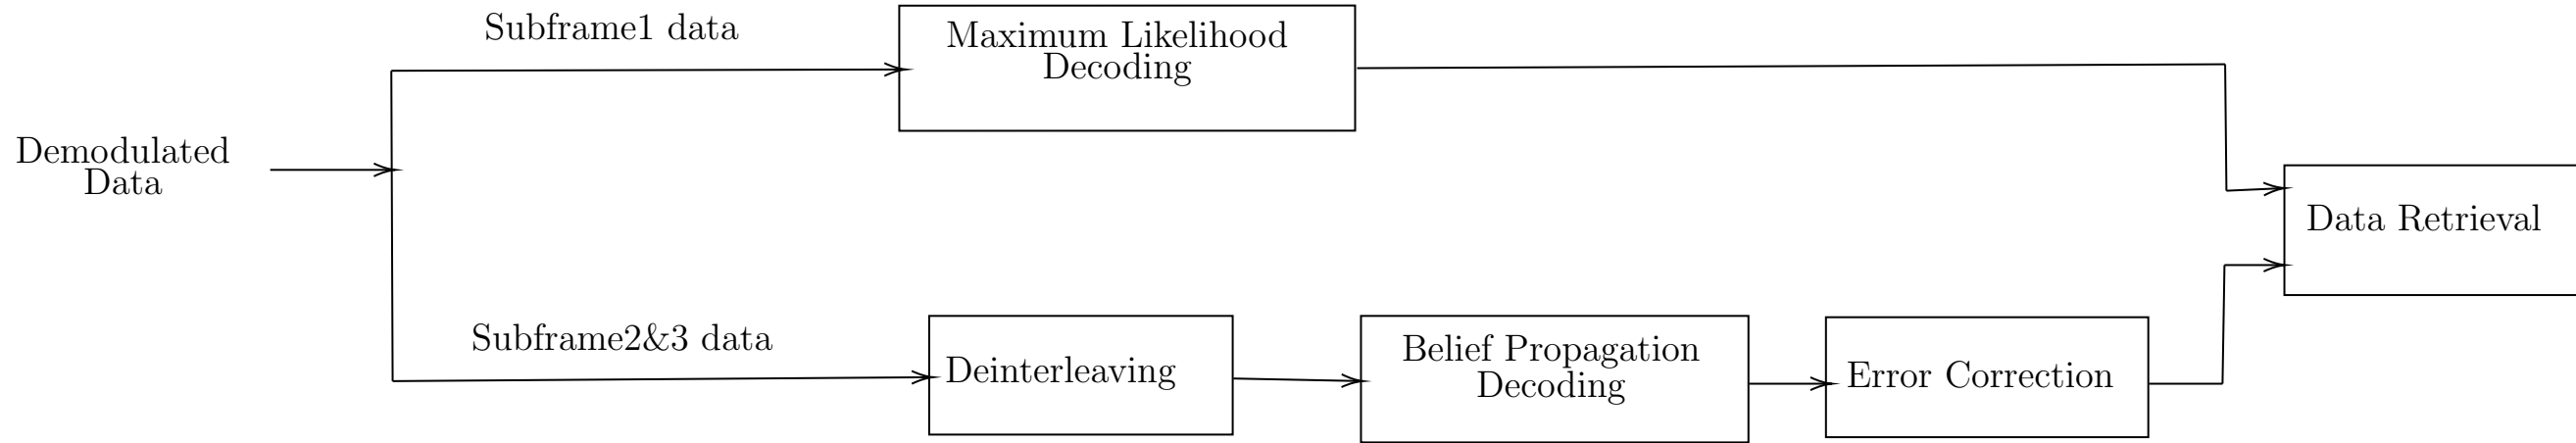 Subframe1 data
Maximum Likelihood
Decoding
Demodulated
Data
Data Retrieval
Subframe2&3 data
Deinterleaving
Belief Propagation
Decoding
Error Correction